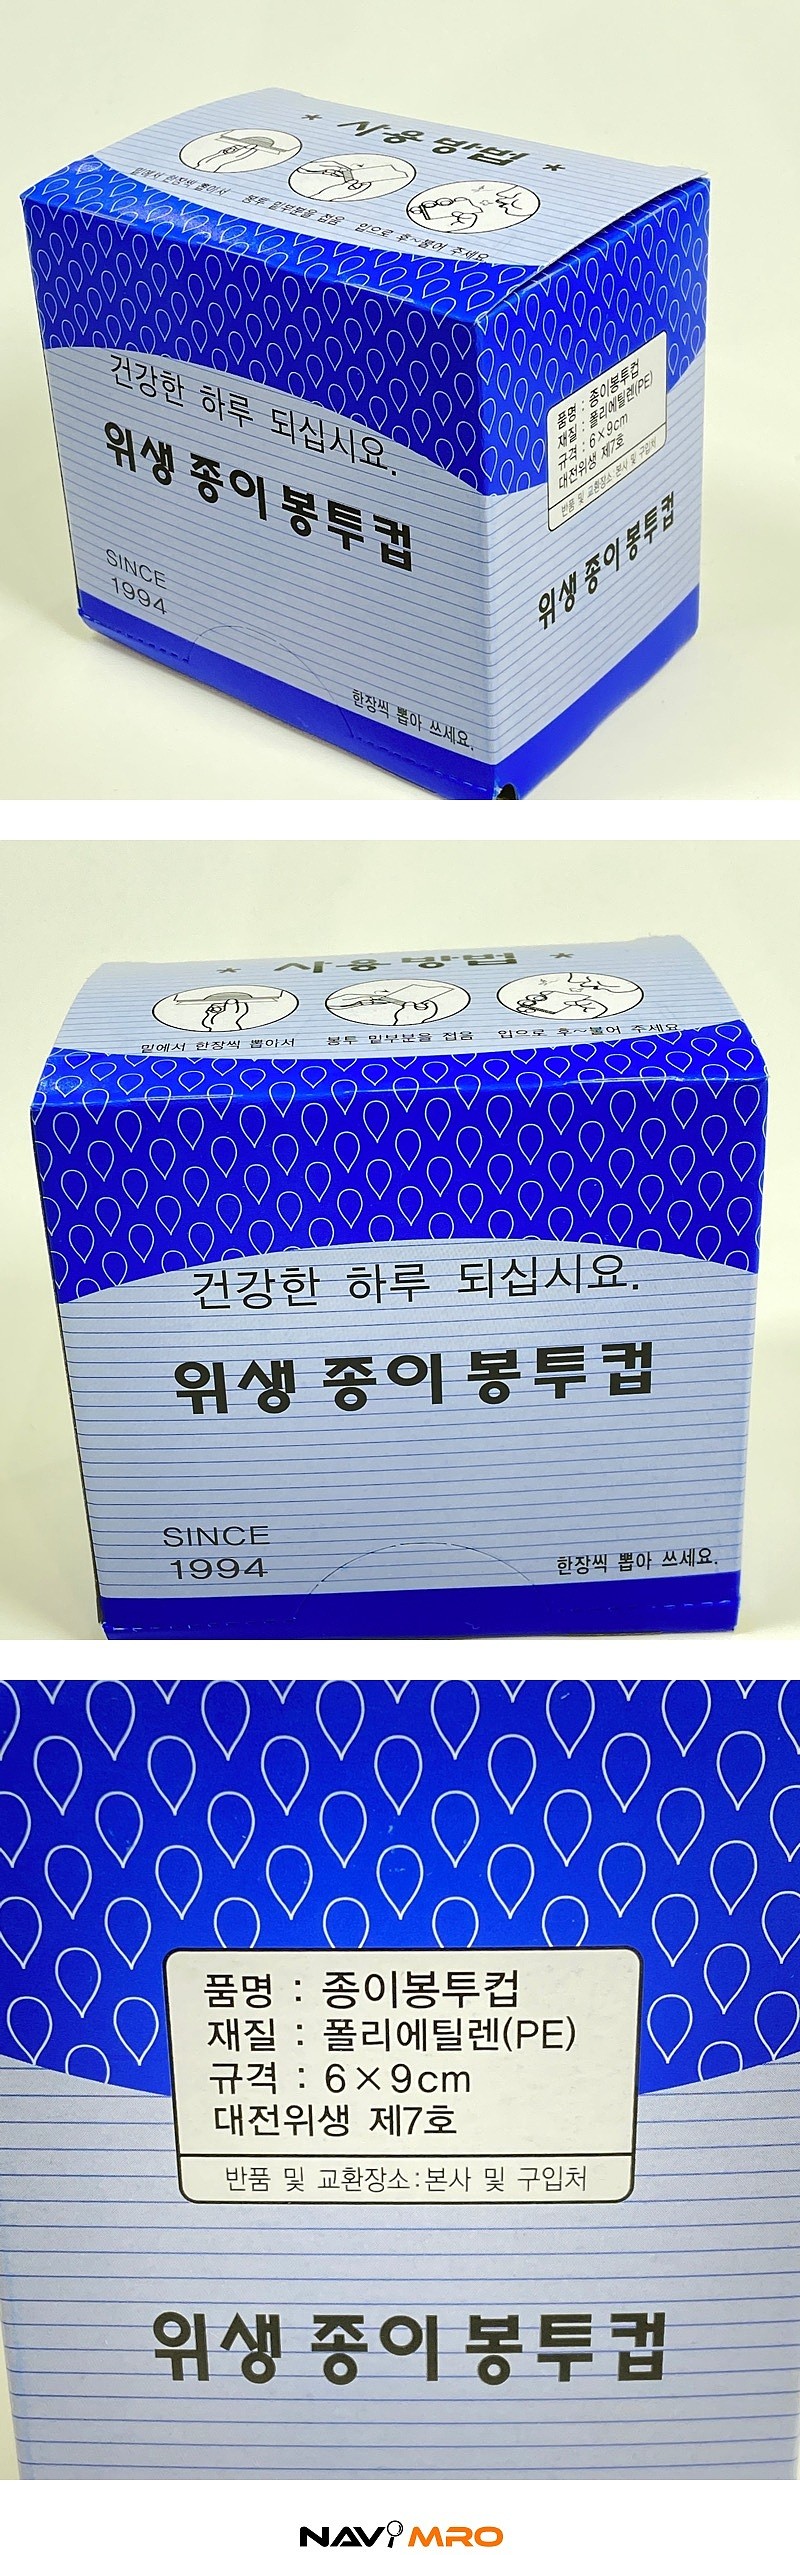 * 사용방법 *
밑에서 한장씩 뽑아서
봉투 밑부분을 접음
입으로 후~불어 주세요
건강한 하루 되십시요.
위생 종이 봉투컵
SINCE
1994
한장씩 뽑아 쓰세요.
품명 : 종이봉투컵
재질 : 폴리에틸렌(PE)
규격 : 6×9cm
대전위생 제7호
반품 및 교환장소:본사 및 구입처
위생 종이 봉투컵
* 사용방법 *
밑에서 한장씩 뽑아서
봉투 밑부분을 접음
입으로 후~불어 주세요
건강한 하루 되십시요.
위생 종이 봉투컵
SINCE
1994
한장씩 뽑아 쓰세요.
품명 : 종이봉투컵
재질 : 폴리에틸렌(PE)
규격 : 6×9cm
대전위생 제7호
반품 및 교환장소:본사 및 구입처
위생 종이 봉투컵
NAVI MRO